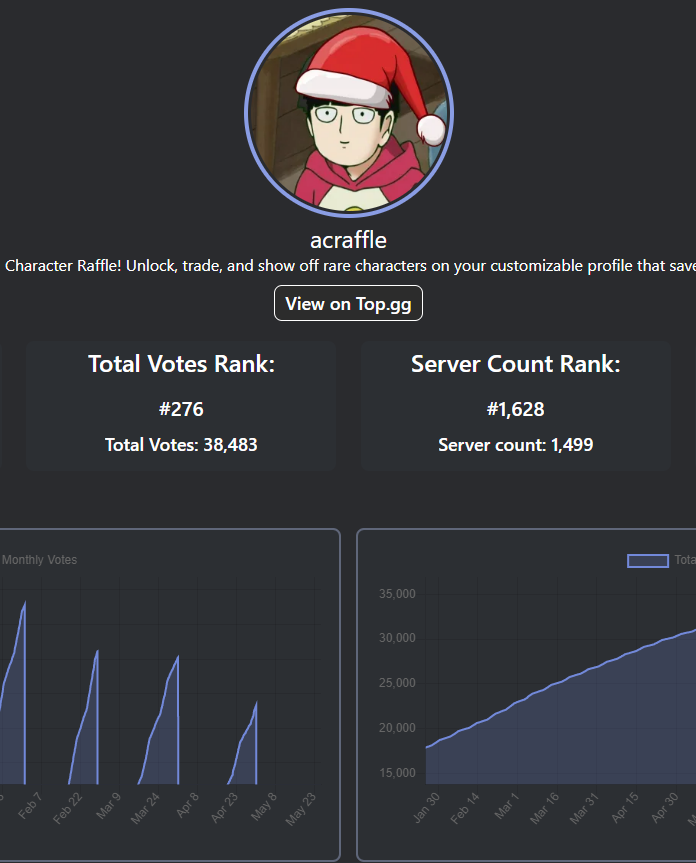 acraffle
Character Raffle! Unlock, trade, and show off rare characters on your customizable profile that save
View on Top.gg
Total Votes Rank:
#276
Total Votes: 38,483
Server Count Rank:
#1,628
Server count: 1,499
Monthly Votes
Feb 7
Feb 22
Mar 9
Mar 24
Apr 8
Apr 23
May 8
May 23
Tota
35,000
30,000
25,000
20,000
15,000
Jan 30
Feb 14
Mar 1
Mar 16
Mar 31
Apr 15
Apr 30